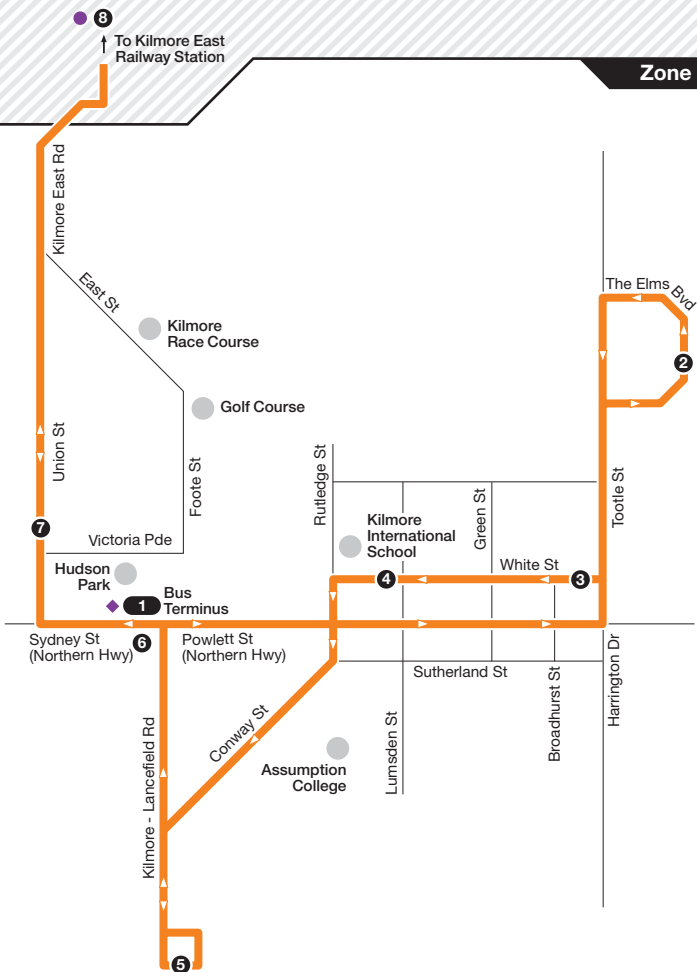 8
To Kilmore East
Railway Station
Zone
Kilmore East Rd
East St
Kilmore
Race Course
The Elms Bvd
2
Golf Course
Union St
Foote St
Rutledge St
Green St
Tootle St
7
Victoria Pde
Kilmore
International
School
White St
4
3
Hudson
Park
1
Bus
Terminus
Sydney St
(Northern Hwy)
6
Powlett St
(Northern Hwy)
Sutherland St
Harrington Dr
Broadhurst St
Lumsden St
Conway St
Assumption
College
Kilmore - Lancefield Rd
5